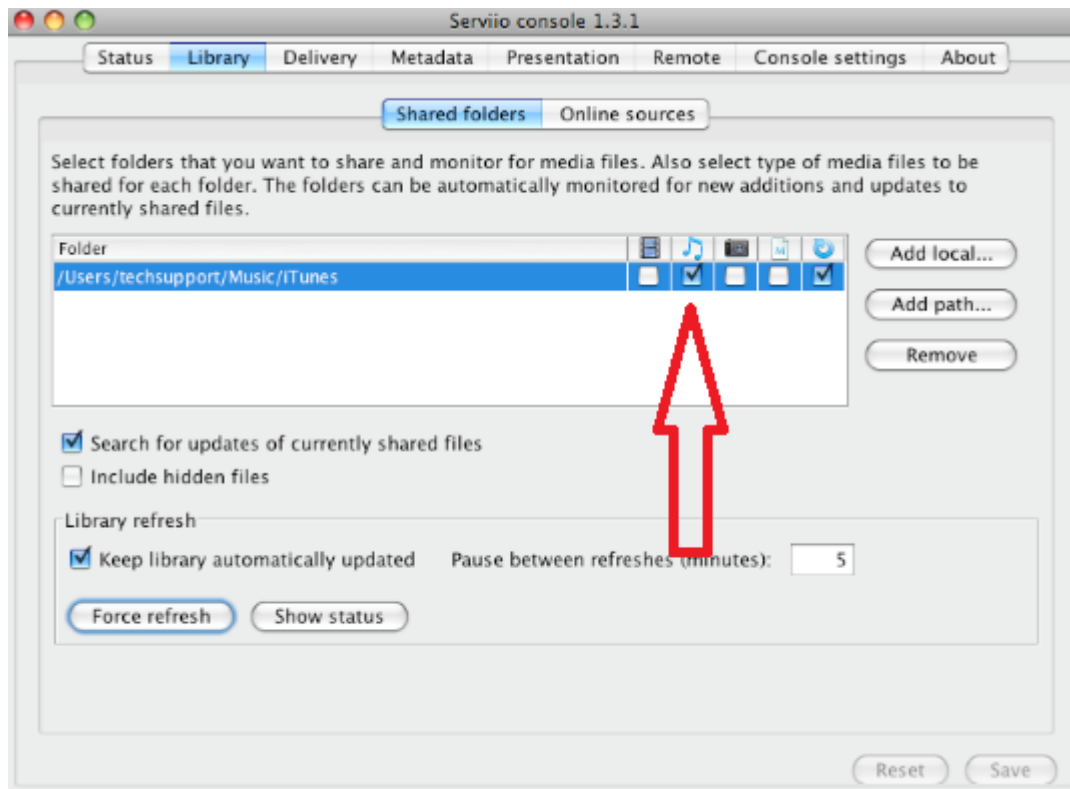 Serviio console 1.3.1
Status Library Delivery Metadata Presentation Remote Console settings About
Shared folders Online sources
Select folders that you want to share and monitor for media files. Also select type of media files to be
shared for each folder. The folders can be automatically monitored for new additions and updates to
currently shared files.
Folder
Add local...
/Users/techsupport/Music/ITunes
Add path...
Remove
Search for updates of currently shared files
Include hidden files
Library refresh
Keep library automatically updated Pause between refreshes (minutes): 5
Force refresh Show status
Reset Save